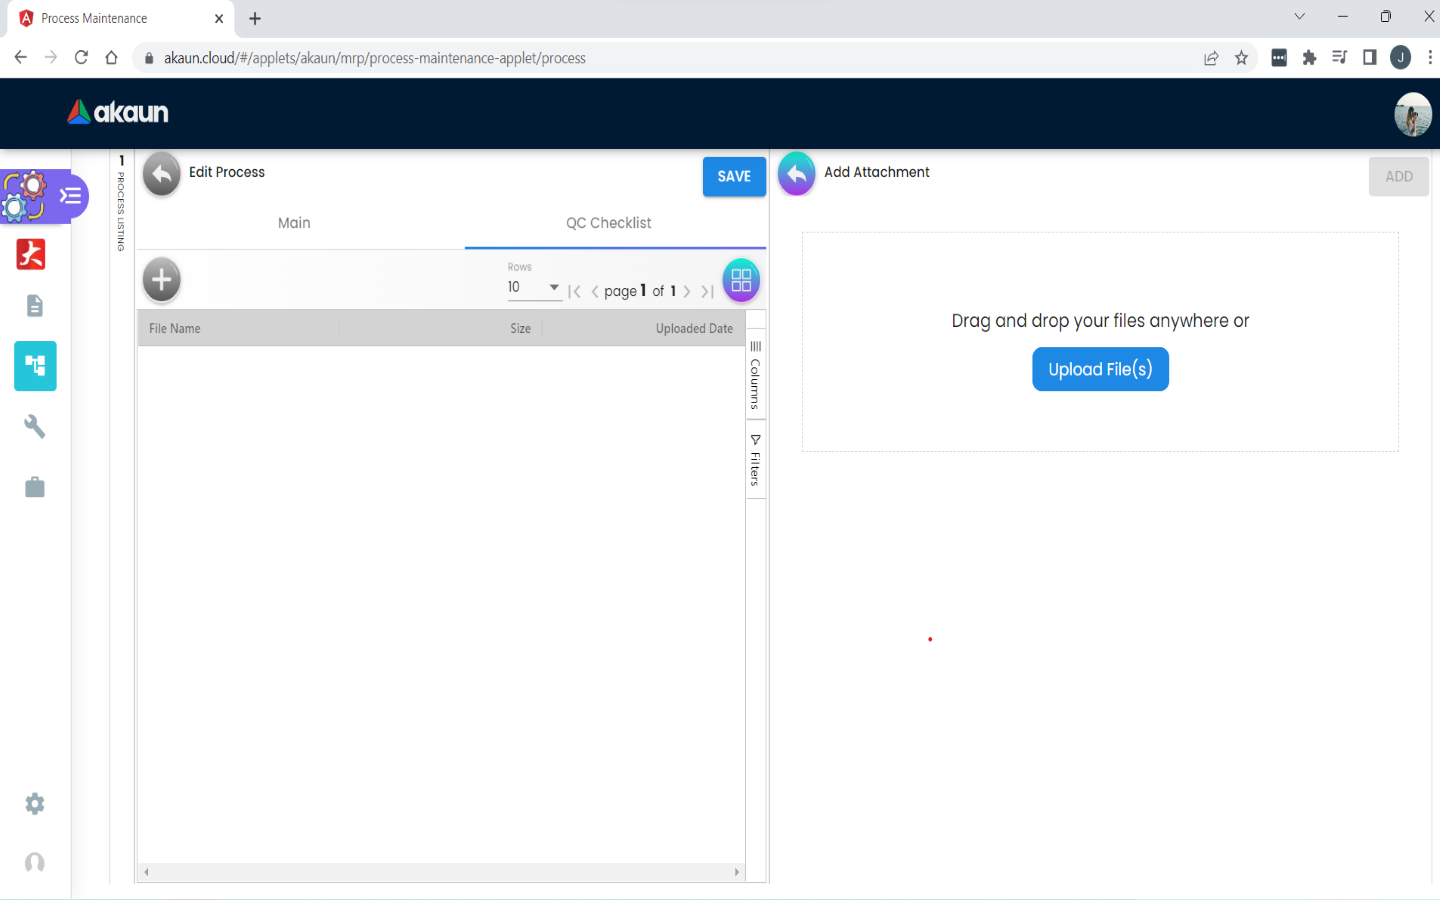 Process Maintenance
akaun.cloud/#/applets/akaun/mrp/process-maintenance-applet/process
J
akaun
1 PROCESS LISTING
Edit Process
SAVE
Main
QC Checklist
Rows
10
page 1 of 1
File Name
Size
Uploaded Date
Columns
Filters
Add Attachment
ADD
Drag and drop your files anywhere or
Upload File(s)